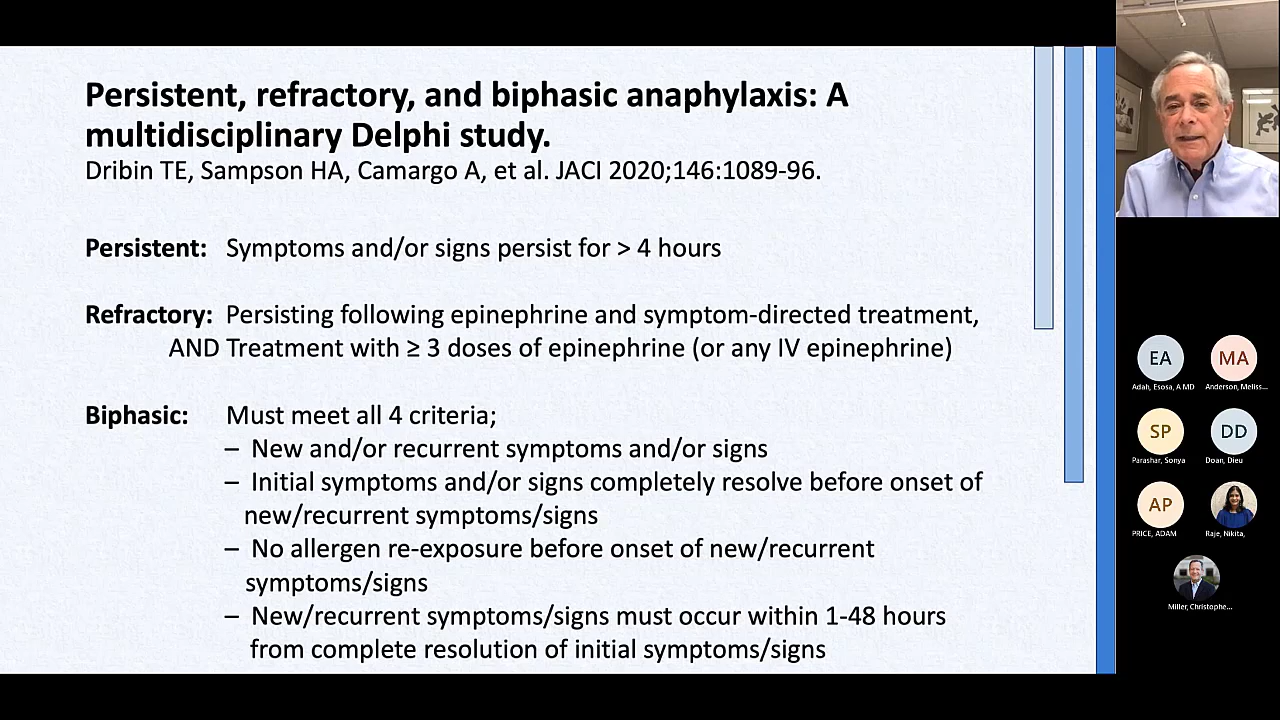 Persistent, refractory, and biphasic anaphylaxis: A
multidisciplinary Delphi study.
Dribin TE, Sampson HA, Camargo A, et al. JACI 2020;146:1089-96.
Persistent: Symptoms and/or signs persist for > 4 hours
Refractory: Persisting following epinephrine and symptom-directed treatment,
AND Treatment with ≥ 3 doses of epinephrine (or any IV epinephrine)
Biphasic: Must meet all 4 criteria;
– New and/or recurrent symptoms and/or signs
– Initial symptoms and/or signs completely resolve before onset of
new/recurrent symptoms/signs
– No allergen re-exposure before onset of new/recurrent
symptoms/signs
– New/recurrent symptoms/signs must occur within 1-48 hours
from complete resolution of initial symptoms/signs
EA MA
Adah, Esosa, A MD Anderson, Meliss...
SP DD
Parashar, Sonya Doan, Dieu
AP
PRICE, ADAM Raje, Nikita,
Miller, Christophe...